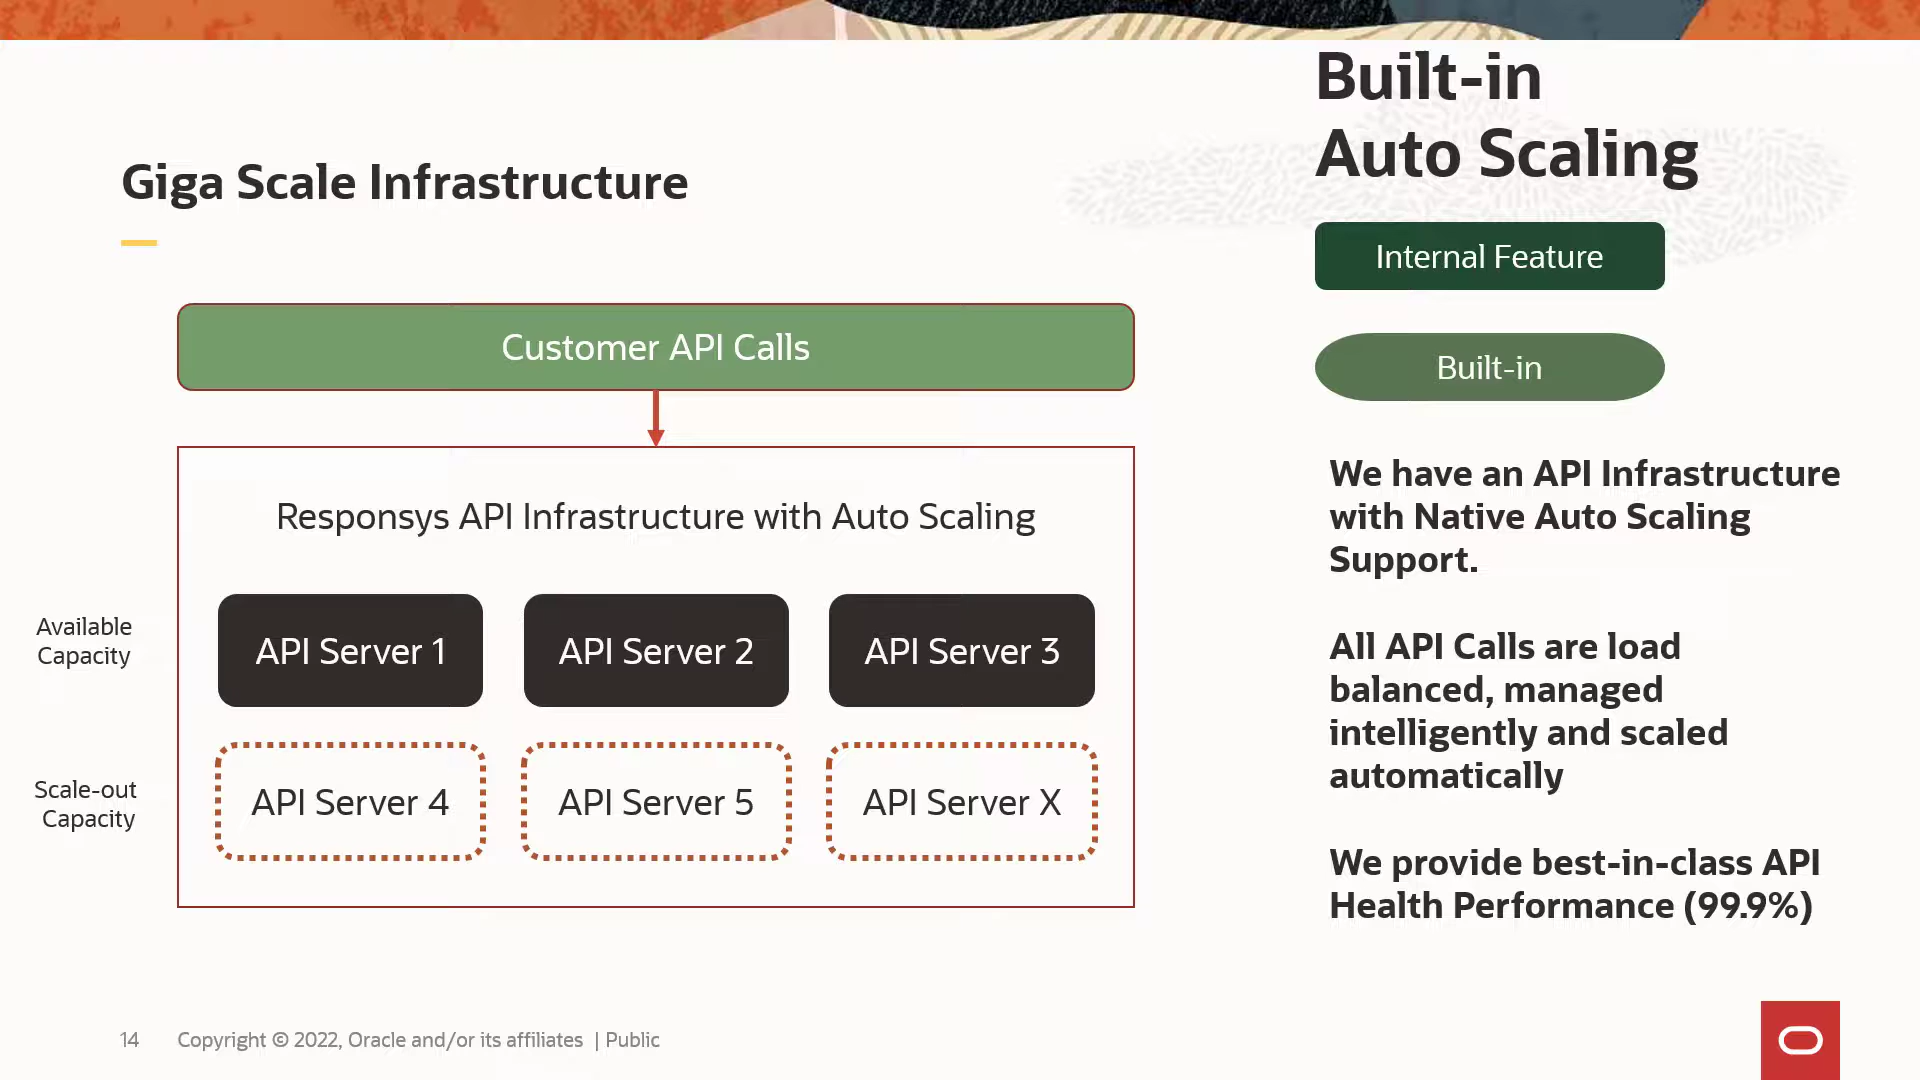 Giga Scale Infrastructure
Customer API Calls
Responsys API Infrastructure with Auto Scaling
Available
Capacity
API Server 1
API Server 2
API Server 3
Scale-out
Capacity
API Server 4
API Server 5
API Server X
Built-in
Auto Scaling
Internal Feature
Built-in
We have an API Infrastructure
with Native Auto Scaling
Support.
All API Calls are load
balanced, managed
intelligently and scaled
automatically
We provide best-in-class API
Health Performance (99.9%)
14 Copyright © 2022, Oracle and/or its affiliates | Public